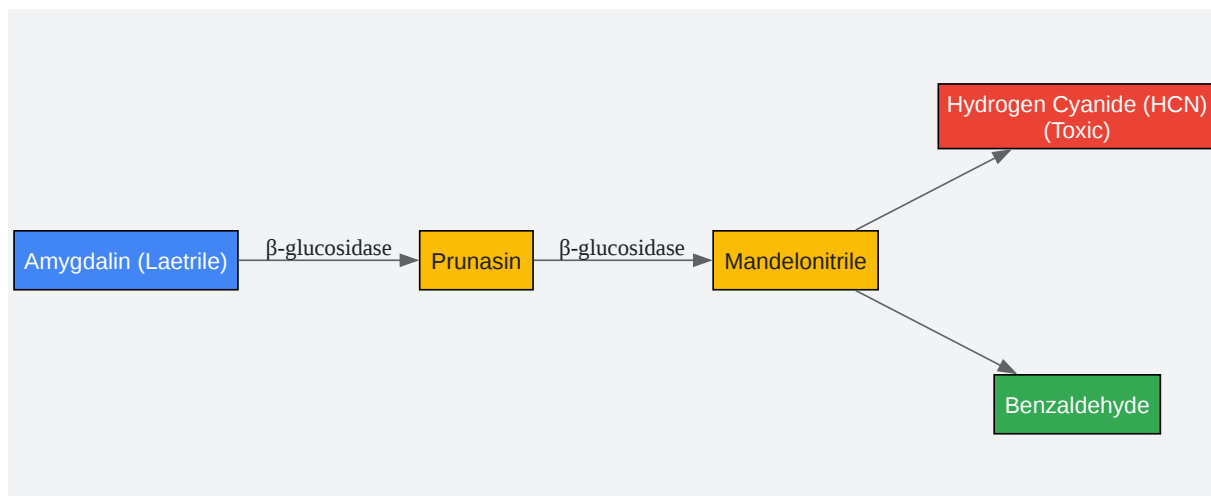 Hydrogen Cyanide (HCN)
(Toxic)
Amygdalin (Laetrile)
β-glucosidase
Prunasin
β-glucosidase
Mandelonitrile
Benzaldehyde